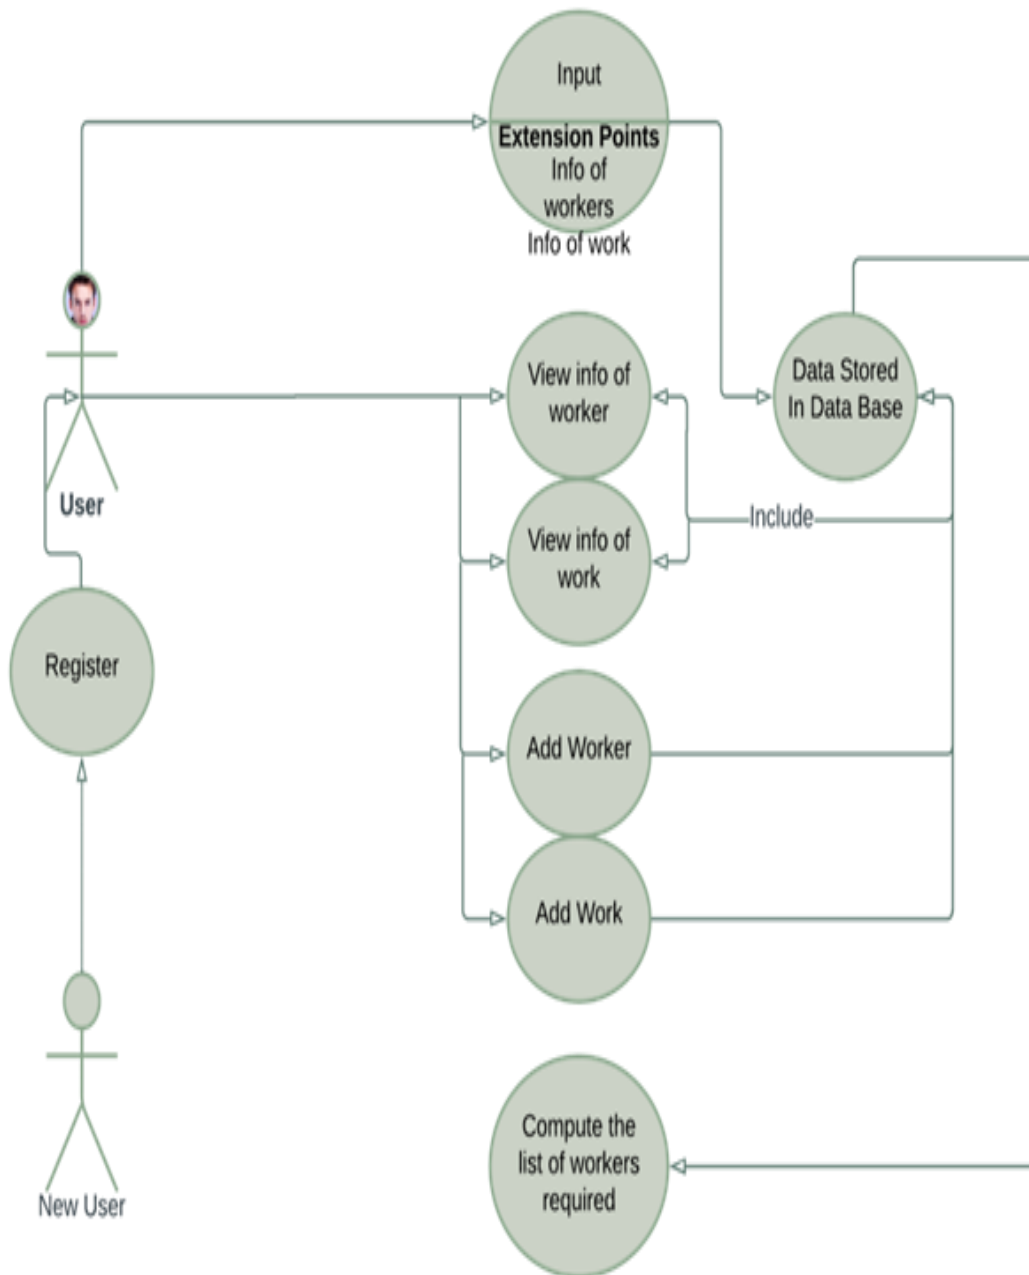 Input
Extension Points
Info of
workers
Info of work
View info of
worker
Data Stored
In Data Base
User
Include
View info of
work
Register
Add Worker
Add Work
Compute the
list of workers
required
New User